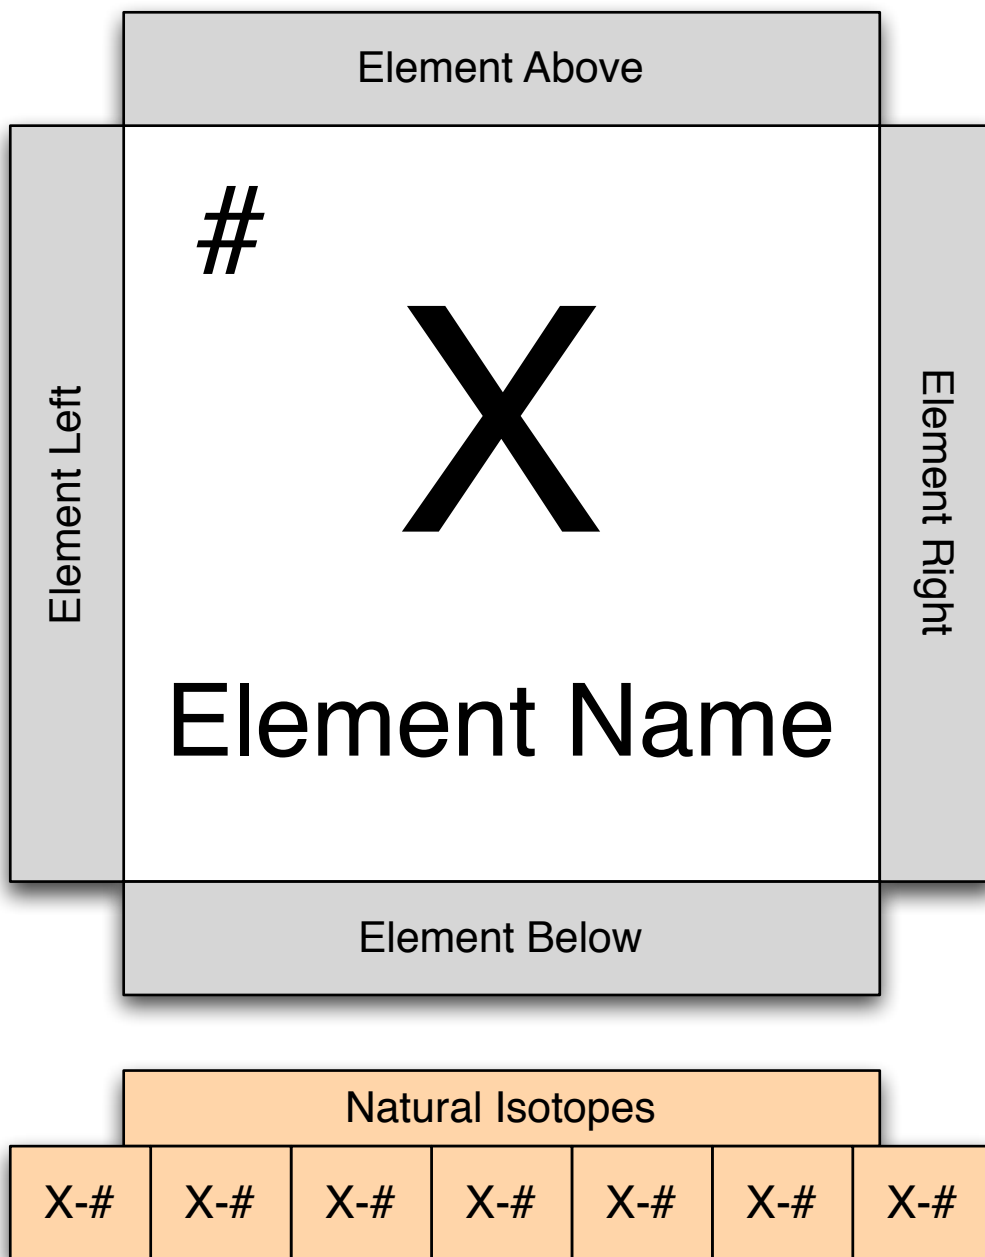 Element Above
#
X
Element Left
Element Right
Element Name
Element Below
Natural Isotopes
X-# X-# X-# X-# X-# X-# X-#